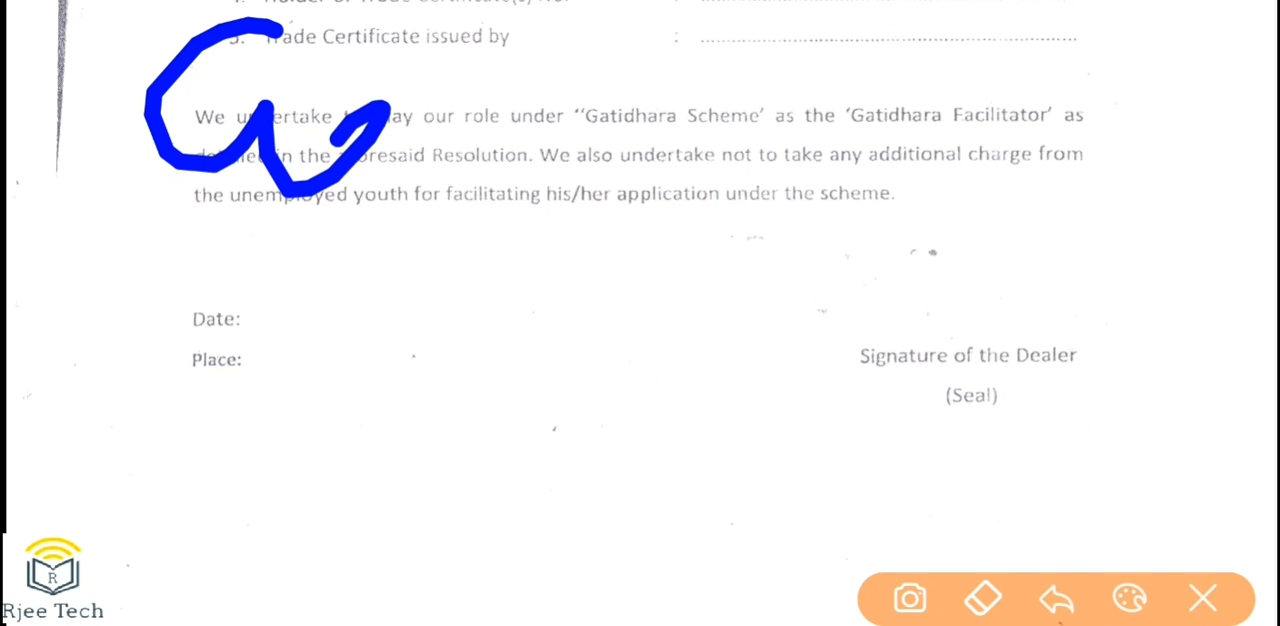 Trade Certificate issued by : ........................................
We undertake to play our role under "Gatidhara Scheme' as the 'Gatidhara Facilitator' as
in the aforesaid Resolution. We also undertake not to take any additional charge from
the unemployed youth for facilitating his/her application under the scheme.
Date:
Place:
Signature of the Dealer
(Seal)
R
Rjee Tech